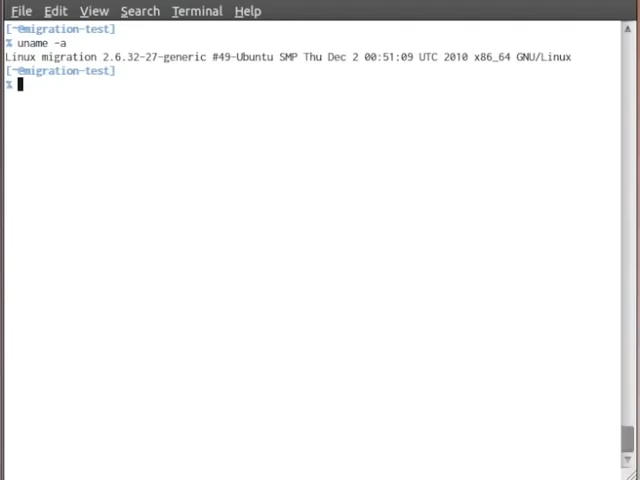 File Edit View Search Terminal Help
[~@migration-test]
% uname -a
Linux migration 2.6.32-27-generic #49-Ubuntu SMP Thu Dec 2 00:51:09 UTC 2010 x86_64 GNU/Linux
[~@migration-test]
%